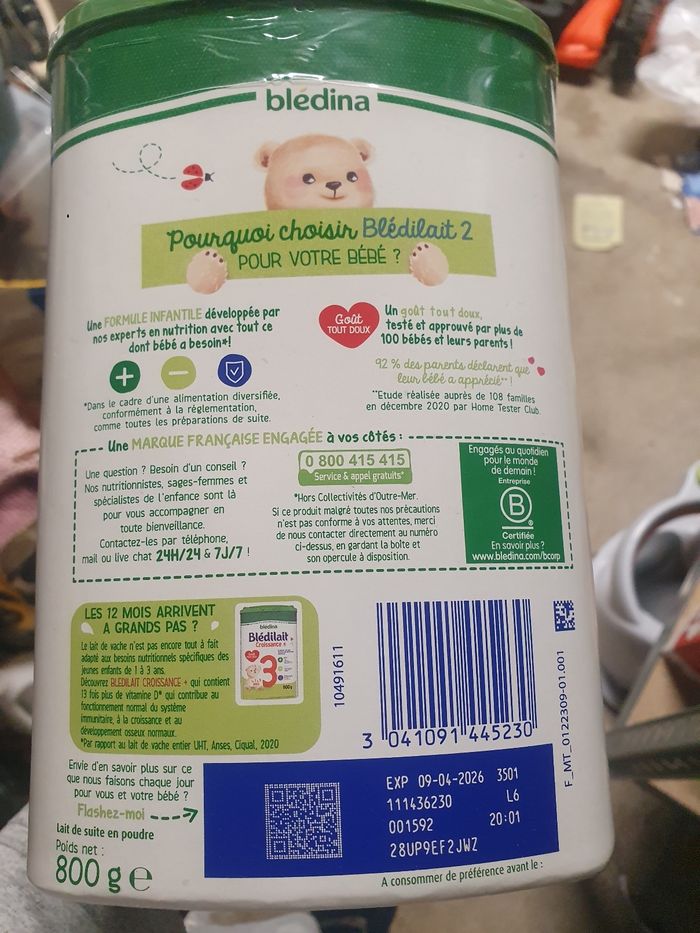 blédina
Pourquoi choisir Blédilait 2
POUR VOTRE BÉBÉ ?
Une FORMULE INFANTILE développée par
nos experts en nutrition avec tout ce
dont bébé a besoin*!
*Dans le cadre d'une alimentation diversifiée,
conformément à la réglementation,
comme toutes les préparations de suite.
Goût
TOUT DOUX
Un goût tout doux,
testé et approuvé par plus de
100 bébés et leurs parents !
92 % des parents déclarent que
leur bébé a apprécié** !
**Etude réalisée auprès de 108 familles
en décembre 2020 par Home Tester Club.
Une MARQUE FRANÇAISE ENGAGÉE à vos côtés :
Une question ? Besoin d'un conseil ?
Nos nutritionnistes, sages-femmes et
spécialistes de l'enfance sont là
pour vous accompagner en
toute bienveillance.
Contactez-les par téléphone,
mail ou live chat 24H/24 & 7J/7 !
0 800 415 415
Service & appel gratuits*
*Hors Collectivités d'Outre-Mer.
Si ce produit malgré toutes nos précautions
n'est pas conforme à vos attentes, merci
de nous contacter directement au numéro
ci-dessus, en gardant la boîte et
son opercule à disposition.
Engagés au quotidien
pour le monde
de demain !
Entreprise
B
Certifiée
En savoir plus ?
www.bledina.com/bcorp
LES 12 MOIS ARRIVENT
A GRANDS PAS ?
Le lait de vache n'est pas encore tout à fait
adapté aux besoins nutritionnels spécifiques des
jeunes enfants de 1 à 3 ans.
Découvrez BLÉDILAIT CROISSANCE + qui contient
13 fois plus de vitamine D* qui contribue au
fonctionnement normal du système
immunitaire, à la croissance et au
développement osseux normaux.
*Par rapport au lait de vache entier UHT, Anses, Ciqual, 2020
blédina
Blédilait
Croissance +
3
10491611
3 041091 445230
F_MT_0122309-01.001
Envie d'en savoir plus sur ce
que nous faisons chaque jour
pour vous et votre bébé ?
Flashez-moi
lait de suite en poudre
Poids net :
800 g e
EXP 09-04-2026 3501
111436230 L6
001592 20:01
28UP9EF2JWZ
A consommer de préférence avant le :